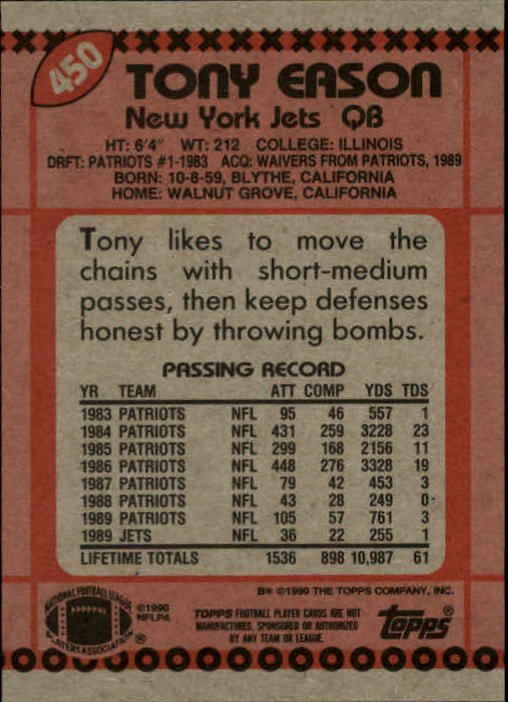 450
TONY EASON
New York Jets QB
HT: 6'4" WT: 212 COLLEGE: ILLINOIS
DRFT: PATRIOTS #1-1983 ACQ: WAIVERS FROM PATRIOTS, 1989
BORN: 10-8-59, BLYTHE, CALIFORNIA
HOME: WALNUT GROVE, CALIFORNIA
Tony likes to move the
chains with short-medium
passes, then keep defenses
honest by throwing bombs.
PASSING RECORD
YR TEAM ATT COMP YDS TDS
1983 PATRIOTS NFL 95 46 557 1
1984 PATRIOTS NFL 431 259 3228 23
1985 PATRIOTS NFL 299 168 2156 11
1986 PATRIOTS NFL 448 276 3328 19
1987 PATRIOTS NFL 79 42 453 3
1988 PATRIOTS NFL 43 28 249 0
1989 PATRIOTS NFL 105 57 761 3
1989 JETS NFL 36 22 255 1
LIFETIME TOTALS 1536 898 10,987 61
B* ©1990 THE TOPPS COMPANY, INC.
NATIONAL FOOTBALL LEAGUE
PLAYERS ASSOCIATION ®
©1990
NFLPA
TOPPS FOOTBALL PLAYER CARDS ARE NOT
MANUFACTURED, SPONSORED OR AUTHORIZED
BY ANY TEAM OR LEAGUE.
Topps®